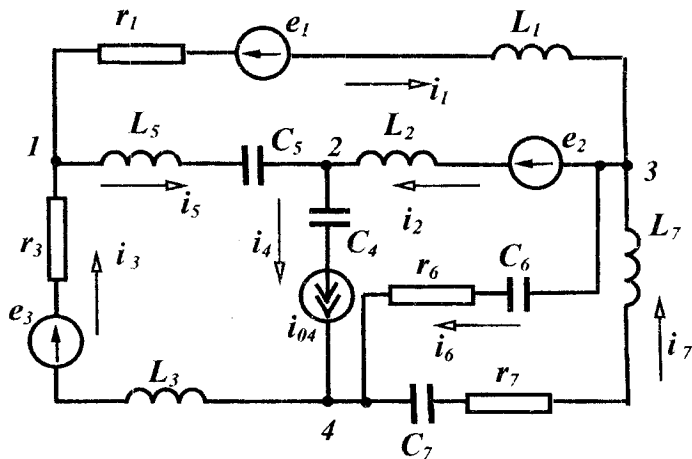 r₁ e₁ L₁
i₁
1 L₅ C₅ 2 L₂ e₂ 3
i₅ i₂
r₃ i₃ i₄ C₄ r₆ C₆ L₇
e₃ i₀₄ i₆ i₇
L₃ r₇
4 C₇